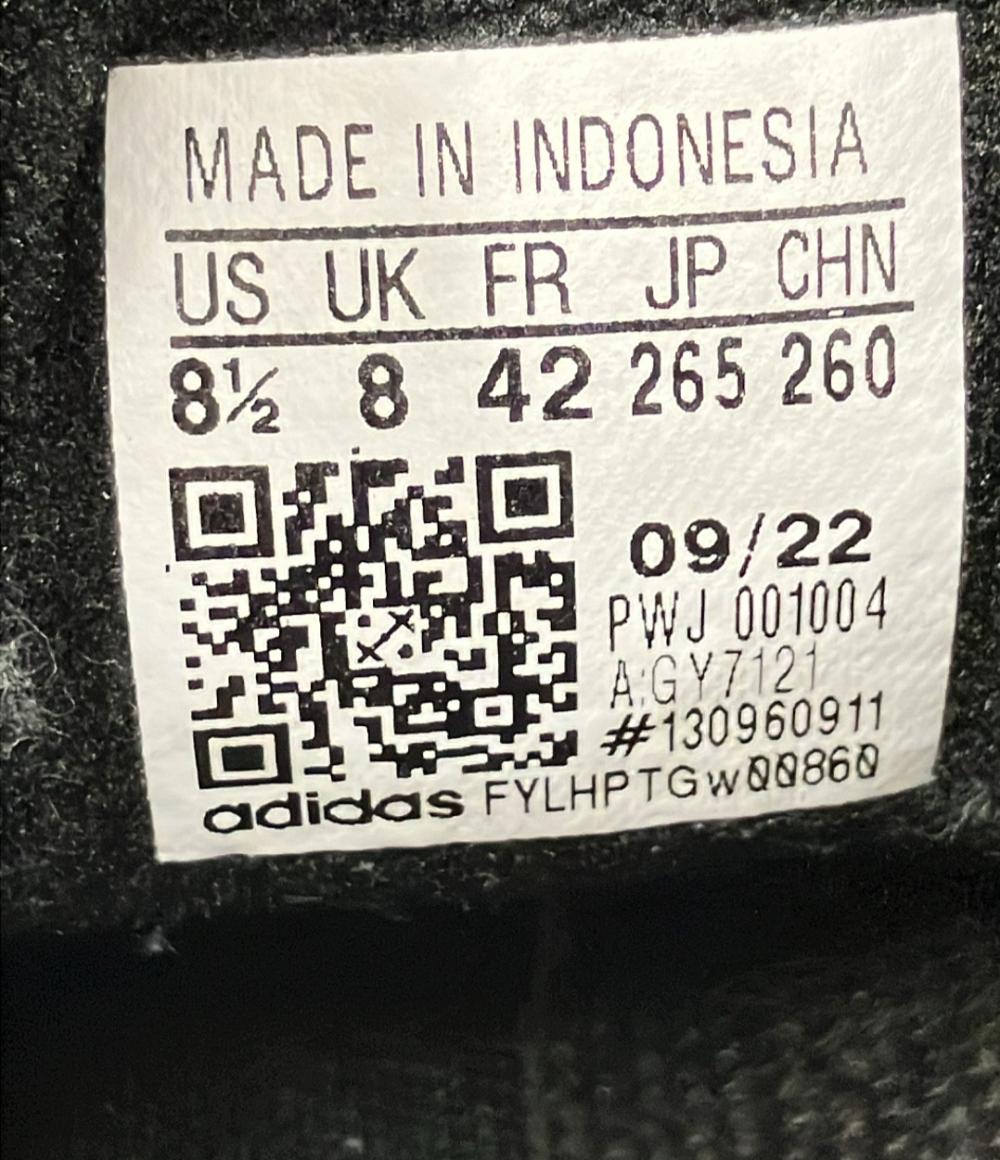 MADE IN INDONESIA
US UK FR JP CHN
8½ 8 42 265 260
09/22
PWJ 001004
A:GY7121
#130960911
adidas FYLHPTGW00860